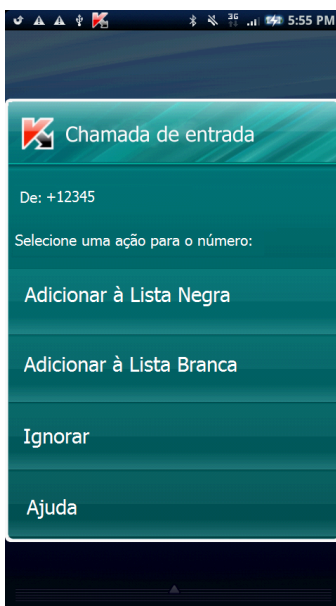 3G 5:55 PM
Chamada de entrada
De: +12345
Selecione uma ação para o número:
Adicionar à Lista Negra
Adicionar à Lista Branca
Ignorar
Ajuda